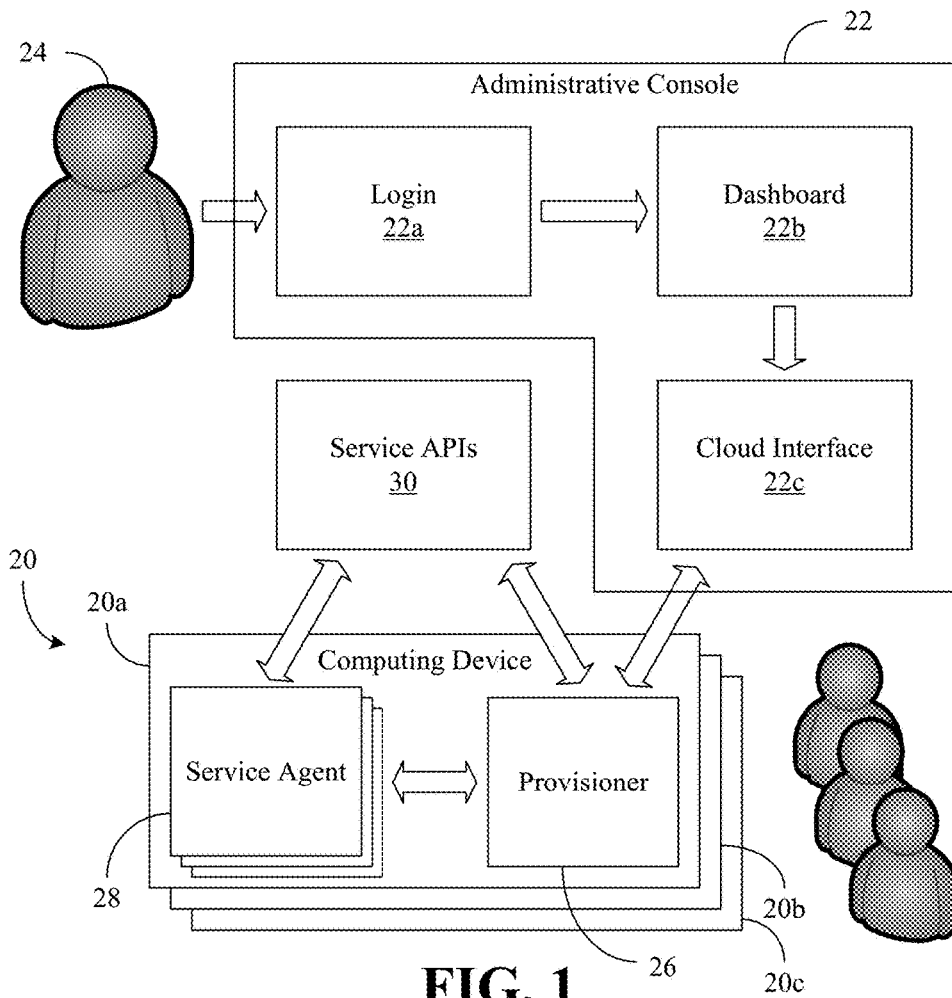 24
22
Administrative Console
Login
22a
Dashboard
22b
Service APIs
30
Cloud Interface
22c
20
20a
Computing Device
Service Agent
Provisioner
28
26
20b
20c
FIG. 1